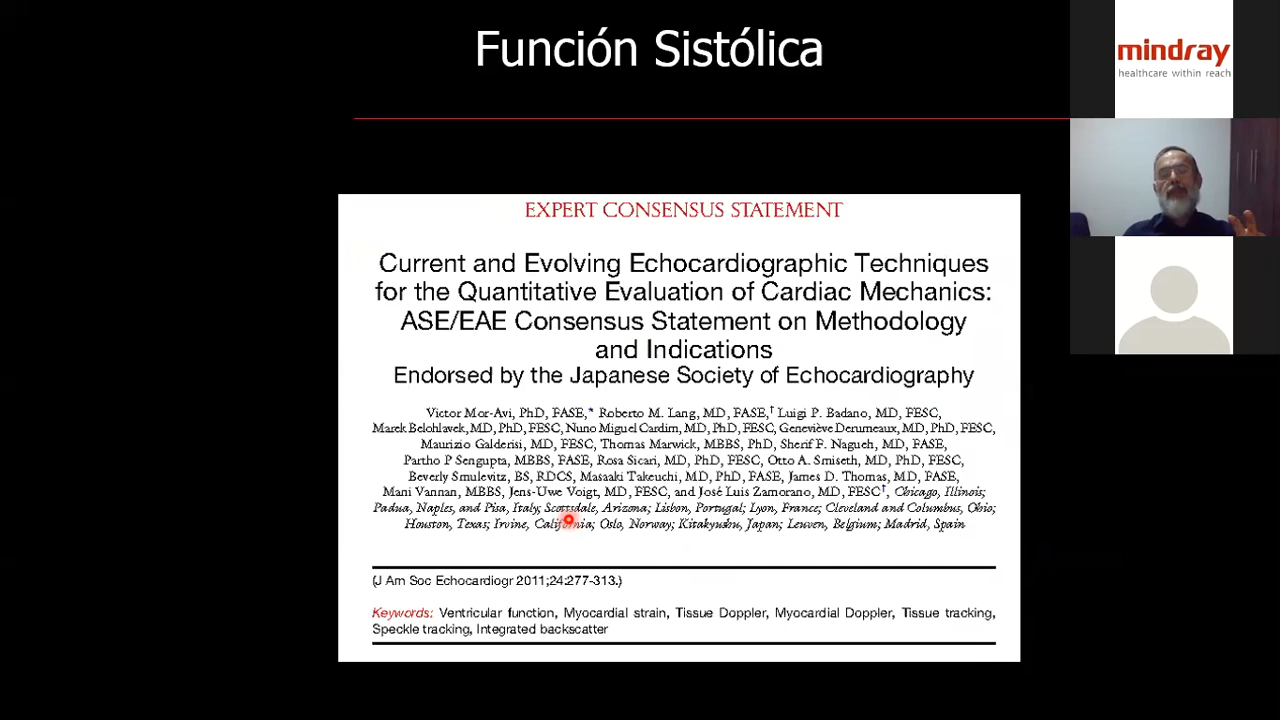 Función Sistólica
mindray
healthcare within reach
EXPERT CONSENSUS STATEMENT
Current and Evolving Echocardiographic Techniques
for the Quantitative Evaluation of Cardiac Mechanics:
ASE/EAE Consensus Statement on Methodology
and Indications
Endorsed by the Japanese Society of Echocardiography
Victor Mor-Avi, PhD, FASE,* Roberto M. Lang, MD, FASE,† Luigi P. Badano, MD, FESC,
Marek Belohlavek, MD, PhD, FESC, Nuno Miguel Cardim, MD, PhD, FESC, Geneviève Derumeaux, MD, PhD, FESC,
Maurizio Galderisi, MD, FESC, Thomas Marwick, MBBS, PhD, Sherif F. Nagueh, MD, FASE,
Partho P Sengupta, MBBS, FASE, Rosa Sicari, MD, PhD, FESC, Otto A. Smiseth, MD, PhD, FESC,
Beverly Smulevitz, BS, RDCS, Masaaki Takeuchi, MD, PhD, FASE, James D. Thomas, MD, FASE,
Mani Vannan, MBBS, Jens-Uwe Voigt, MD, FESC, and José Luis Zamorano, MD, FESC†, Chicago, Illinois;
Padua, Naples, and Pisa, Italy; Scottsdale, Arizona; Lisbon, Portugal; Lyon, France; Cleveland and Columbus, Ohio;
Houston, Texas; Irvine, California; Oslo, Norway; Kitakyushu, Japan; Leuven, Belgium; Madrid, Spain
(J Am Soc Echocardiogr 2011;24:277-313.)
Keywords: Ventricular function, Myocardial strain, Tissue Doppler, Myocardial Doppler, Tissue tracking,
Speckle tracking, Integrated backscatter